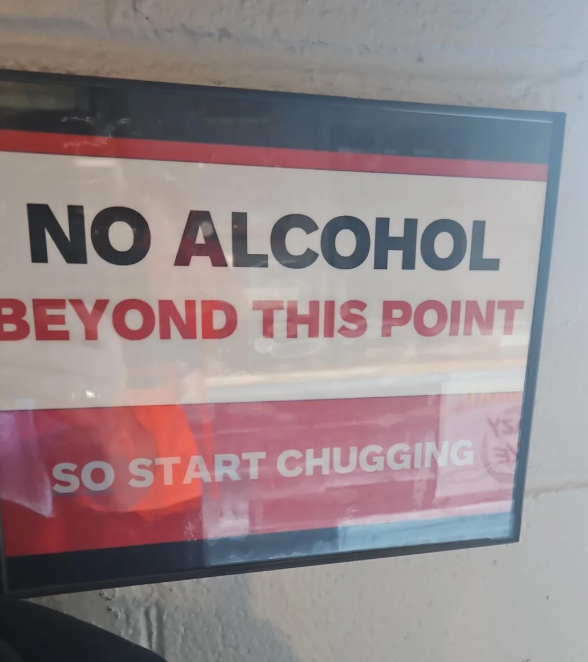 NO ALCOHOL
BEYOND THIS POINT
SO START CHUGGING